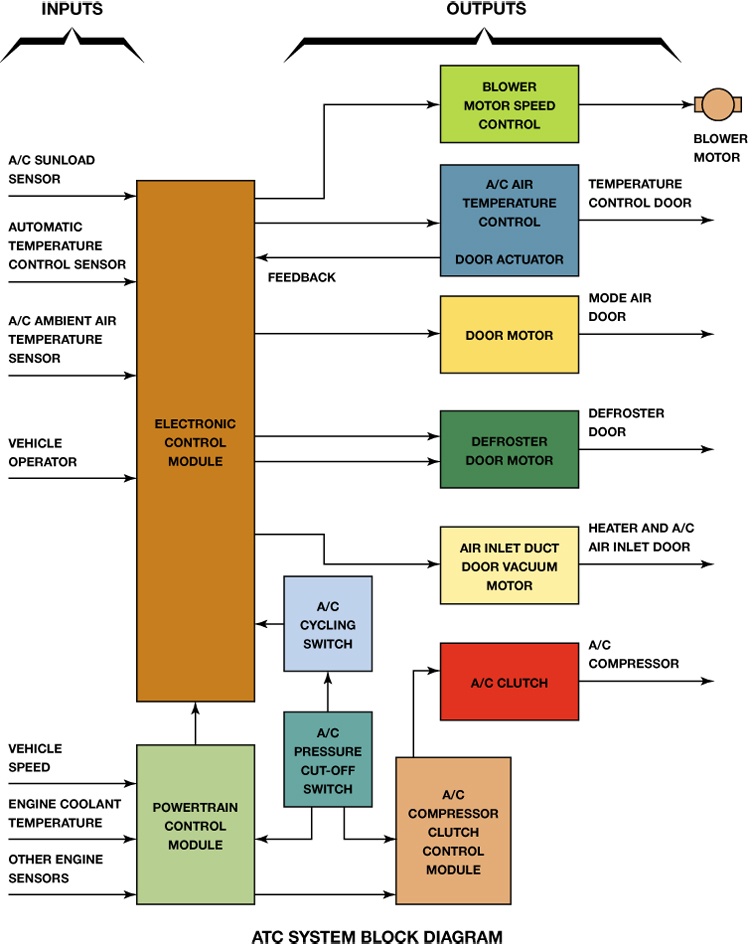 INPUTS
OUTPUTS
BLOWER
MOTOR SPEED
CONTROL
BLOWER
MOTOR
A/C SUNLOAD
SENSOR
AUTOMATIC
TEMPERATURE
CONTROL SENSOR
A/C AMBIENT AIR
TEMPERATURE
SENSOR
VEHICLE
OPERATOR
ELECTRONIC
CONTROL
MODULE
A/C AIR
TEMPERATURE
CONTROL
DOOR ACTUATOR
FEEDBACK
TEMPERATURE
CONTROL DOOR
DOOR MOTOR
MODE AIR
DOOR
DEFROSTER
DOOR MOTOR
DEFROSTER
DOOR
AIR INLET DUCT
DOOR VACUUM
MOTOR
HEATER AND A/C
AIR INLET DOOR
A/C
CYCLING
SWITCH
A/C CLUTCH
A/C
COMPRESSOR
A/C
PRESSURE
CUT-OFF
SWITCH
VEHICLE
SPEED
ENGINE COOLANT
TEMPERATURE
OTHER ENGINE
SENSORS
POWERTRAIN
CONTROL
MODULE
A/C
COMPRESSOR
CLUTCH
CONTROL
MODULE
ATC SYSTEM BLOCK DIAGRAM